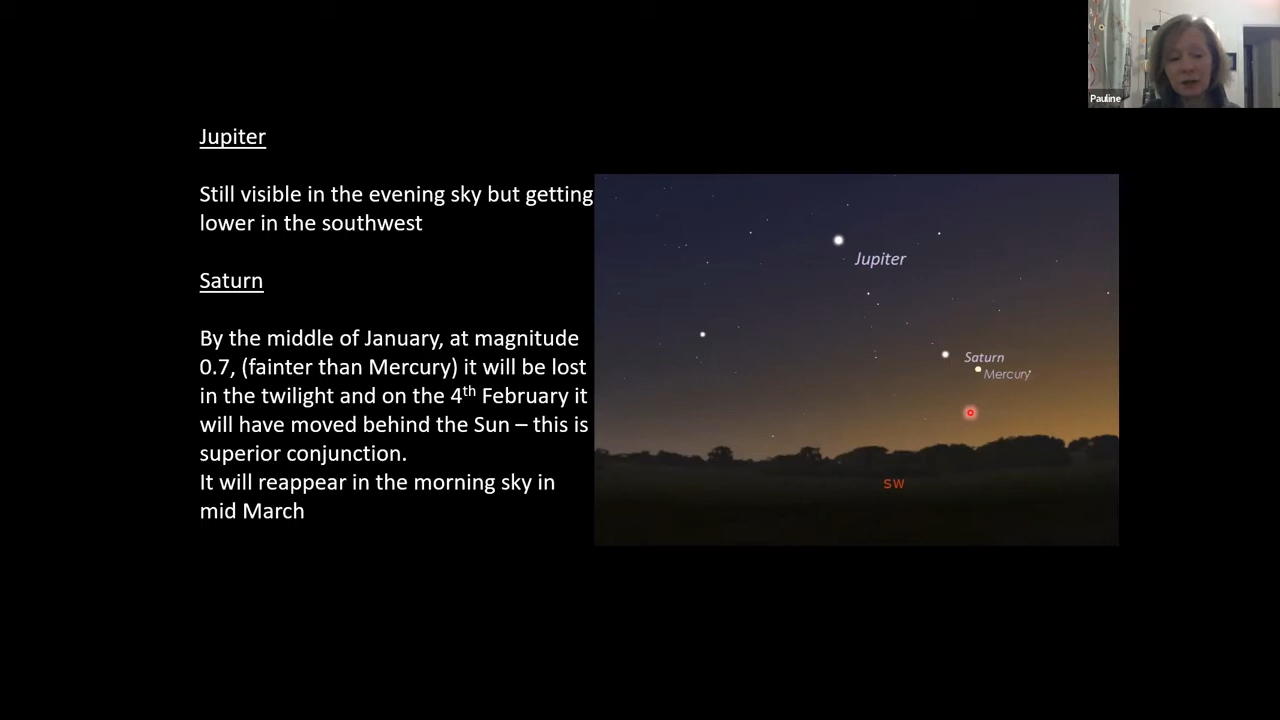 Pauline
Jupiter
Still visible in the evening sky but getting
lower in the southwest
Saturn
By the middle of January, at magnitude
0.7, (fainter than Mercury) it will be lost
in the twilight and on the 4th February it
will have moved behind the Sun – this is
superior conjunction.
It will reappear in the morning sky in
mid March
Jupiter
Saturn
Mercury
SW